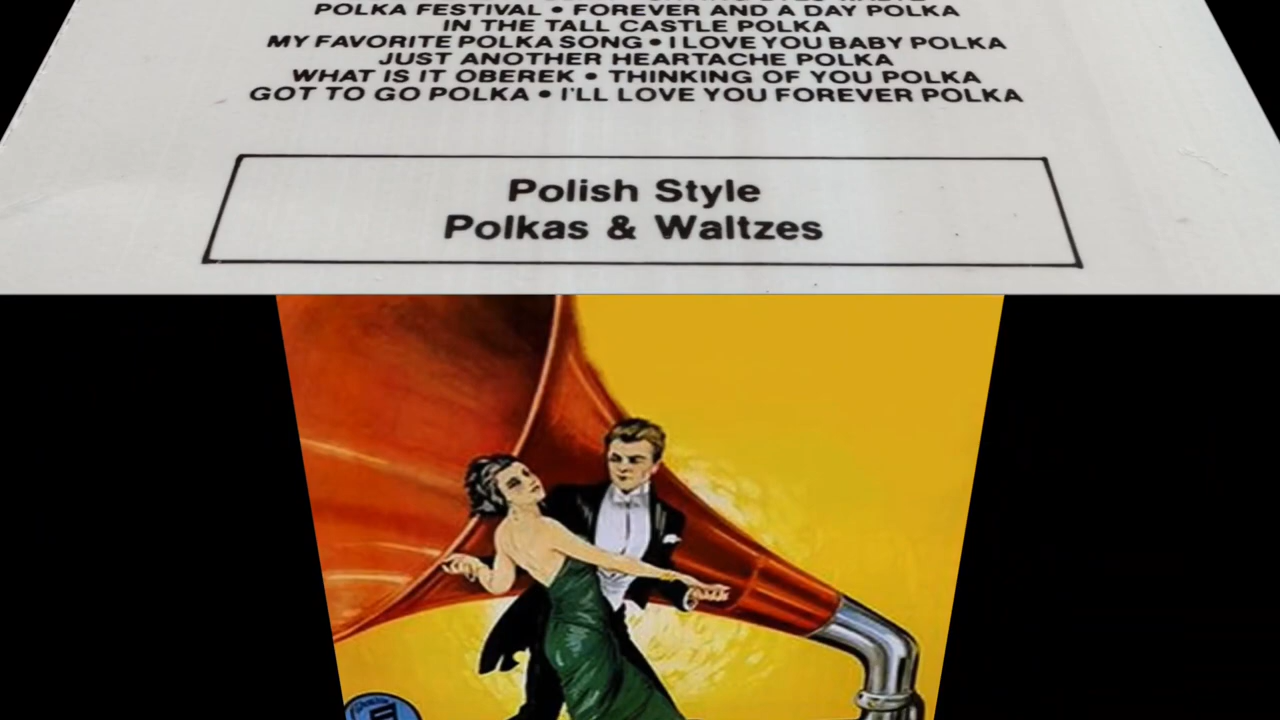 POLKA FESTIVAL • FOREVER AND A DAY POLKA
IN THE TALL CASTLE POLKA
MY FAVORITE POLKA SONG • I LOVE YOU BABY POLKA
JUST ANOTHER HEARTACHE POLKA
WHAT IS IT OBEREK • THINKING OF YOU POLKA
GOT TO GO POLKA • I'LL LOVE YOU FOREVER POLKA
Polish Style
Polkas & Waltzes